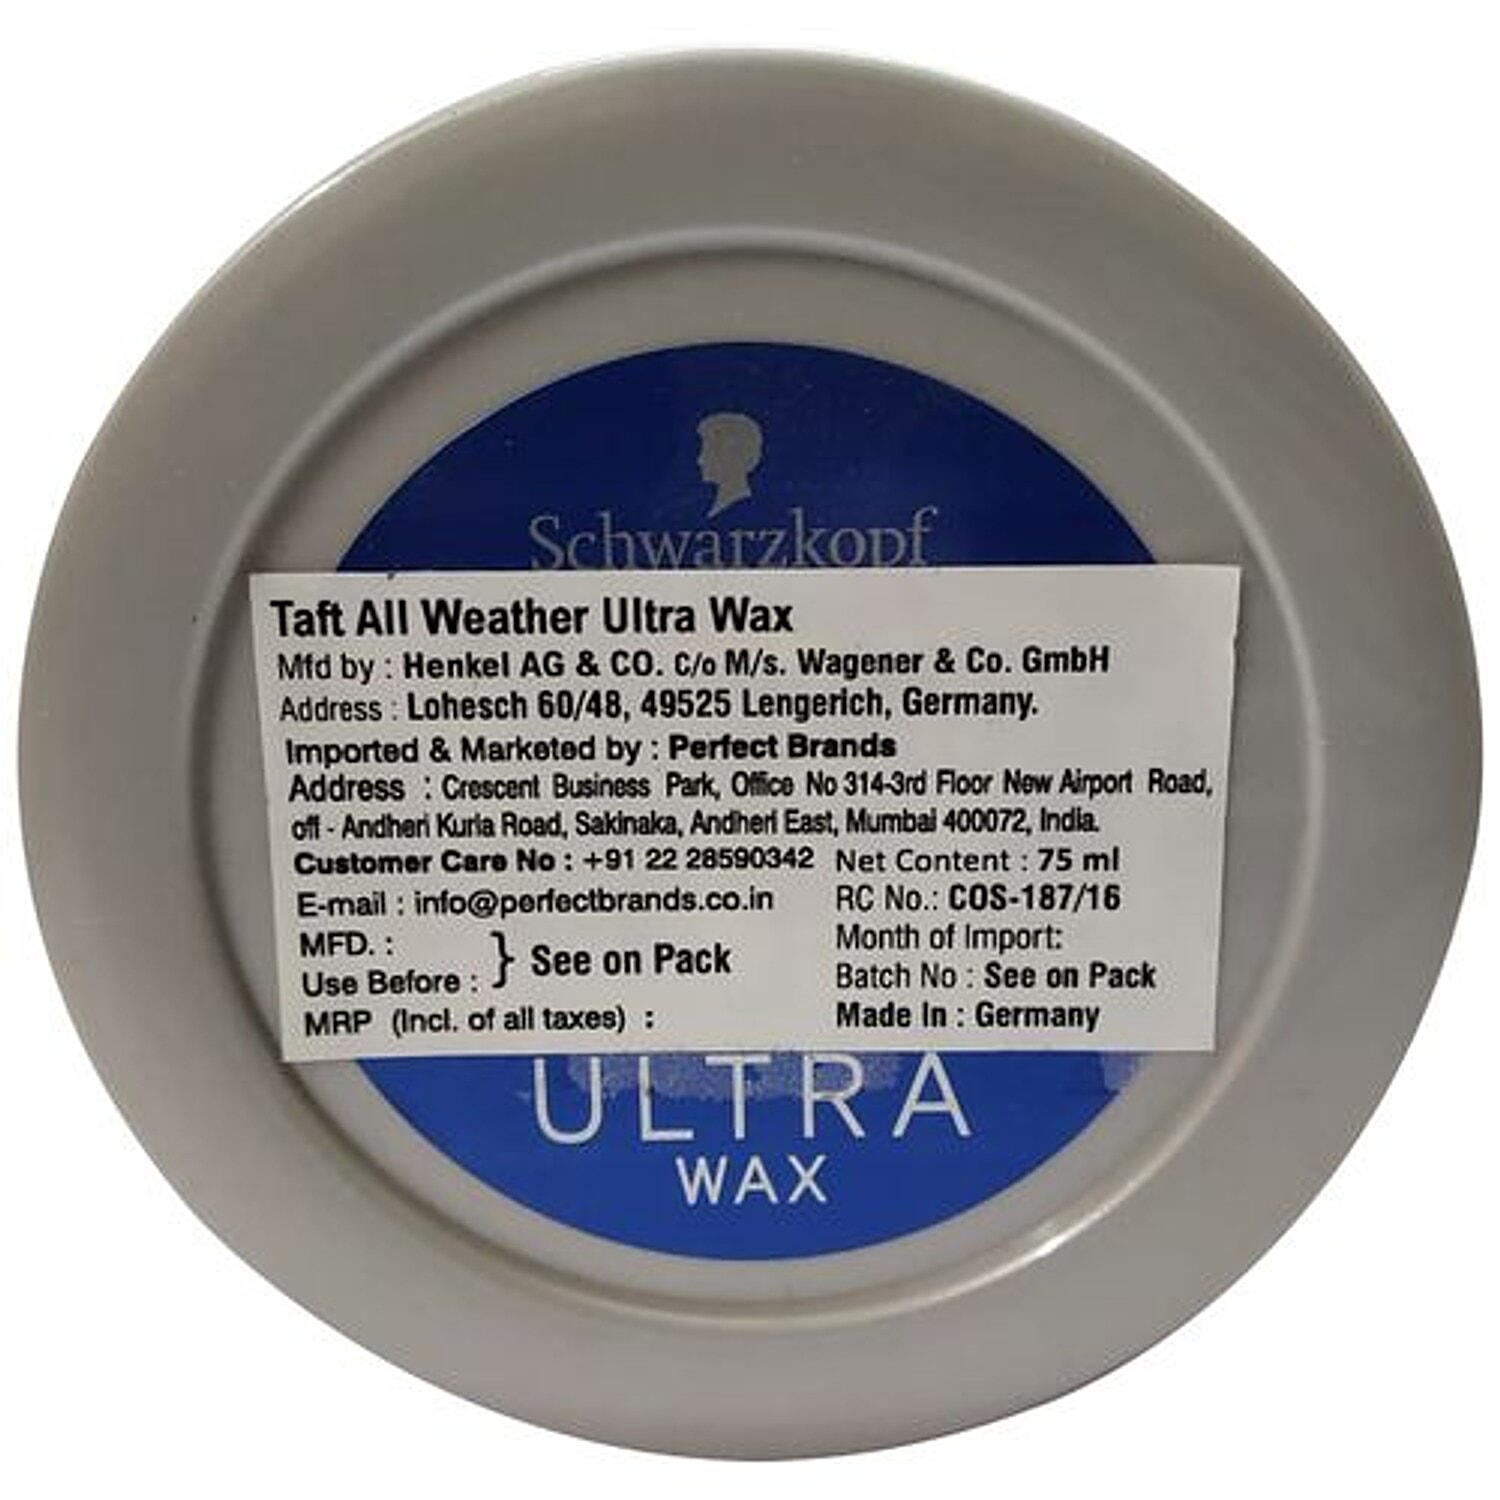 Schwarzkopf
Taft All Weather Ultra Wax
Mfd by : Henkel AG & CO. C/o M/s. Wagener & Co. GmbH
Address : Lohesch 60/48, 49525 Lengerich, Germany.
Imported & Marketed by : Perfect Brands
Address : Crescent Business Park, Office No 314-3rd Floor New Airport Road,
off - Andheri Kurla Road, Sakinaka, Andheri East, Mumbai 400072, India.
Customer Care No : +91 22 28590342 Net Content : 75 ml
E-mail : info@perfectbrands.co.in RC No.: COS-187/16
MFD. : Month of Import:
} See on Pack
Use Before : Batch No : See on Pack
MRP (Incl. of all taxes) : Made In : Germany
ULTRA
WAX